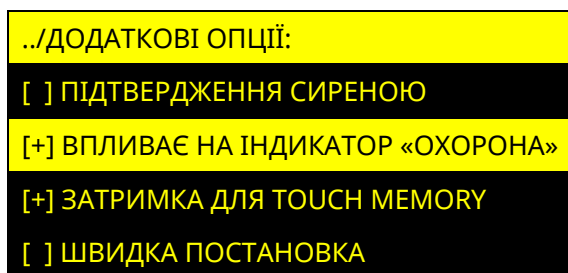 ../ДОДАТКОВІ ОПЦІЇ:
[ ] ПІДТВЕРДЖЕННЯ СИРЕНОЮ
[+] ВПЛИВАЄ НА ІНДИКАТОР «ОХОРОНА»
[+] ЗАТРИМКА ДЛЯ TOUCH MEMORY
[ ] ШВИДКА ПОСТАНОВКА